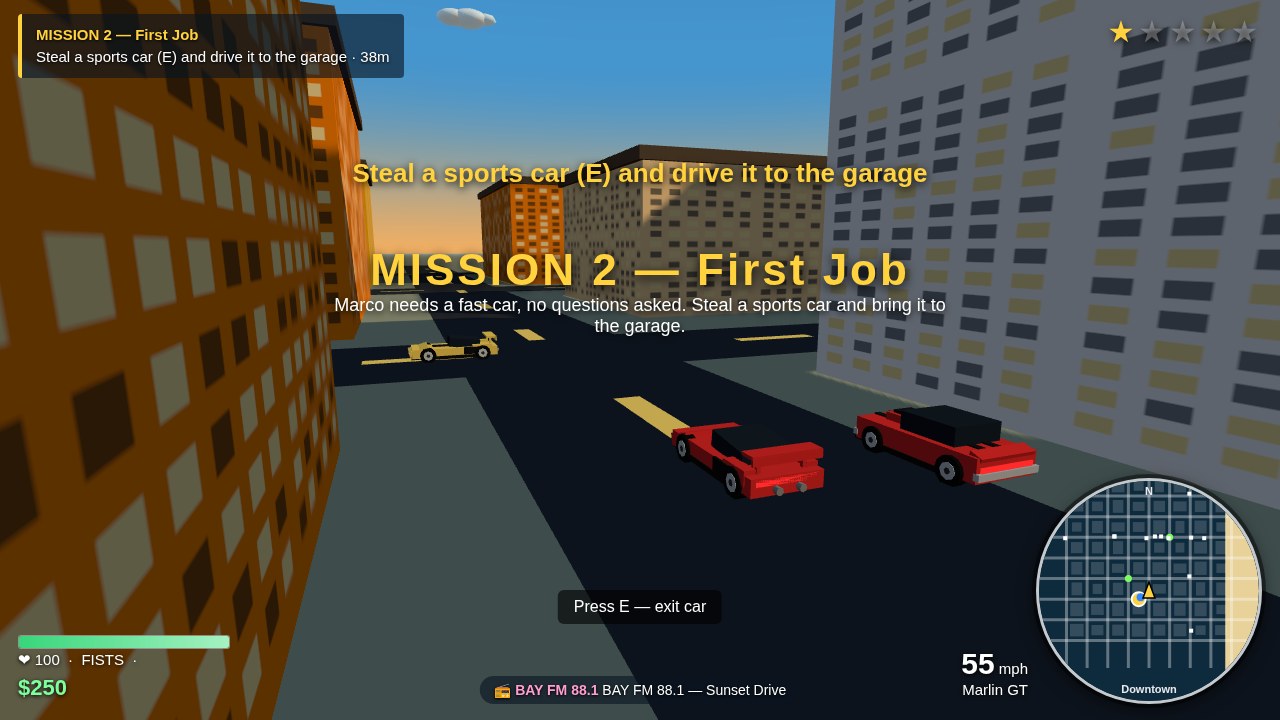 MISSION 2 — First Job
Steal a sports car (E) and drive it to the garage · 38m
Steal a sports car (E) and drive it to the garage
MISSION 2 — First Job
Marco needs a fast car, no questions asked. Steal a sports car and bring it to
the garage.
N
Press E — exit car
100 · FISTS ·
$250
BAY FM 88.1 BAY FM 88.1 — Sunset Drive
55 mph
Marlin GT
Downtown